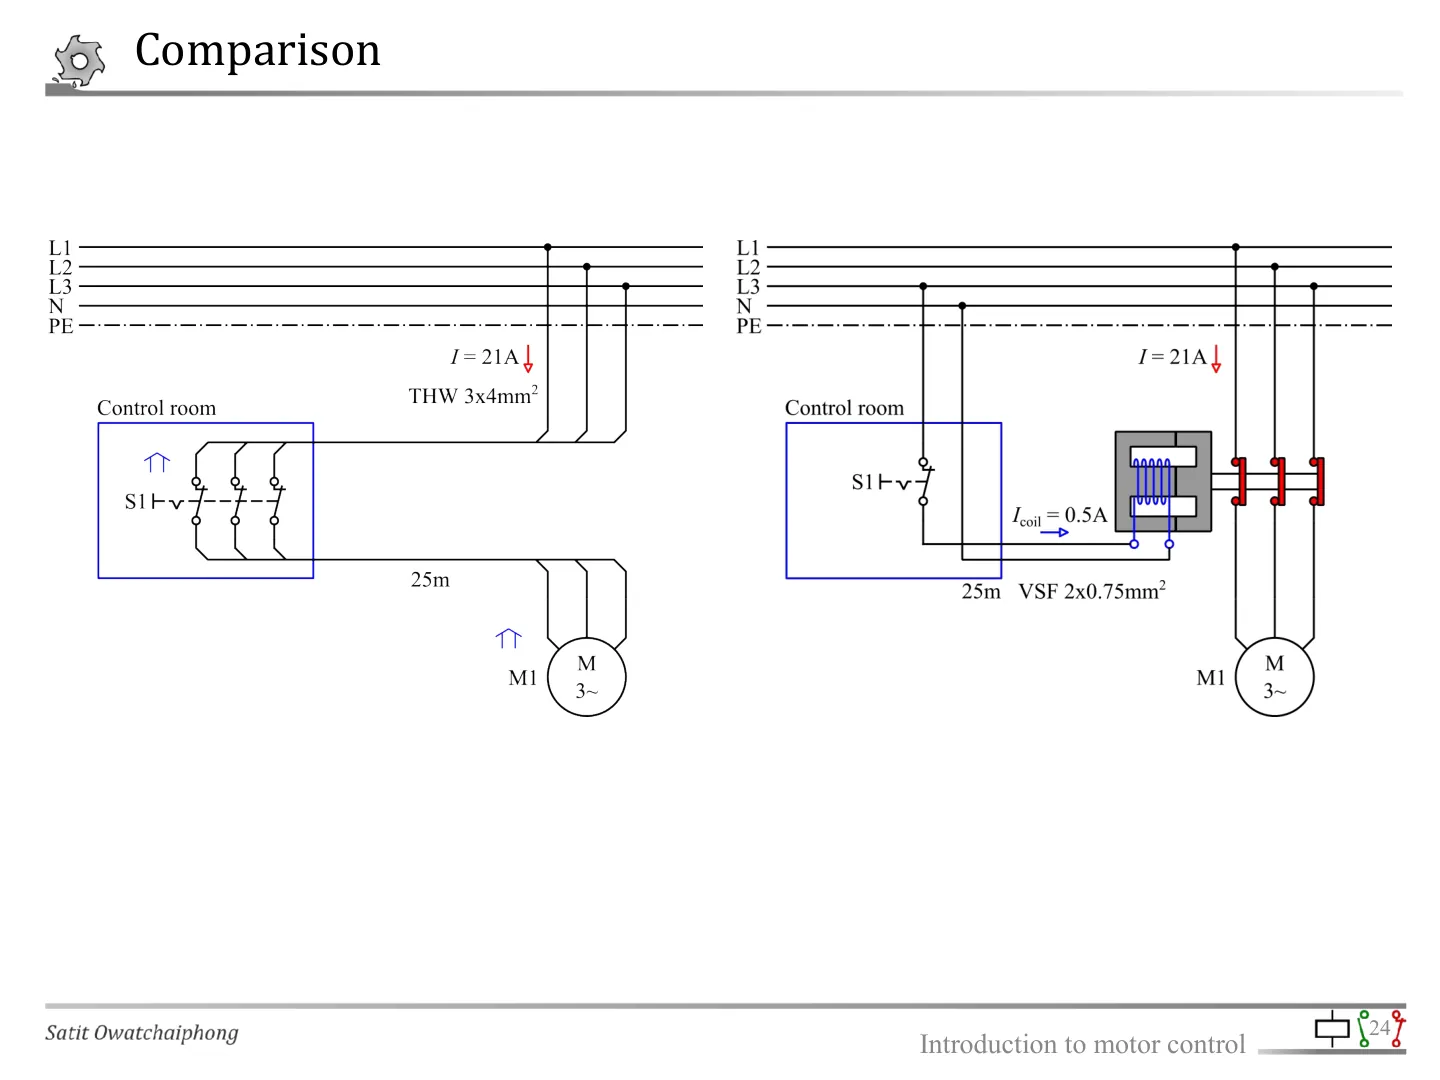 Comparison
L1
L2
L3
N
PE
I = 21A
THW 3x4mm²
Control room
S1
25m
M1
M
3~
L1
L2
L3
N
PE
I = 21A
Control room
S1
Icoil = 0.5A
25m VSF 2x0.75mm²
M1
M
3~
Satit Owatchaiphong
Introduction to motor control
24